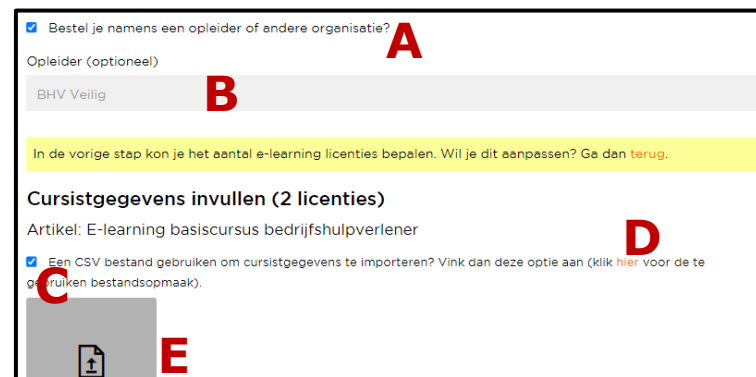 Bestel je namens een opleider of andere organisatie?
A
Opleider (optioneel)
BHV Veilig
B
In de vorige stap kon je het aantal e-learning licenties bepalen. Wil je dit aanpassen? Ga dan terug.
Cursistgegevens invullen (2 licenties)
Artikel: E-learning basiscursus bedrijfshulpverlener
D
Een CSV bestand gebruiken om cursistgegevens te importeren? Vink dan deze optie aan (klik hier voor de te
gebruiken bestandsopmaak).
C
E